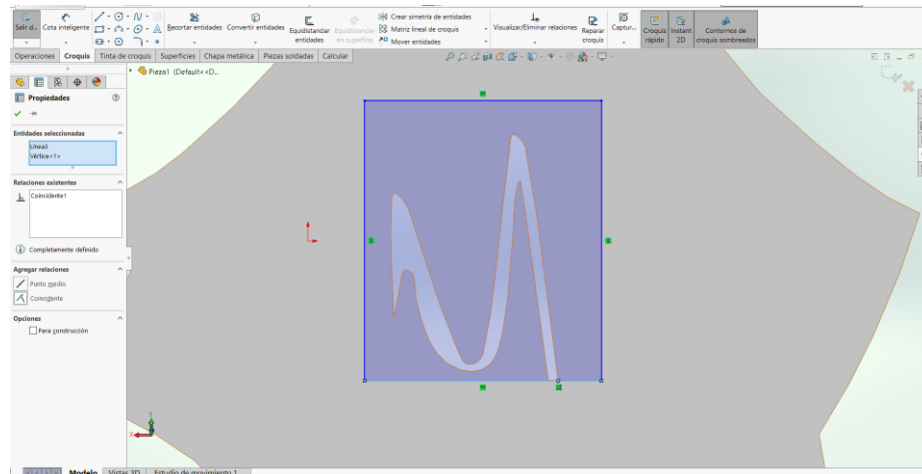 Salir d... Cota inteligente Recortar entidades Convertir entidades Equidistanciar entidades Equidistanciar en superficie Crear simetría de entidades
Matriz lineal de croquis
Mover entidades
Visualizar/Eliminar relaciones Reparar croquis Captur... Croquis rápido Instant 2D Contornos de croquis sombreados
Operaciones Croquis Tinta de croquis Superficies Chapa metálica Piezas soldadas Calcular
Pieza1 (Default<<D...
Propiedades
Entidades seleccionadas
Línea3
Vértice<1>
Relaciones existentes
Coincidente1
Completamente definido
Agregar relaciones
Punto medio
Coincidente
Opciones
Para construcción
Y
X
Modelo Vistas 3D Estudio de movimiento 1